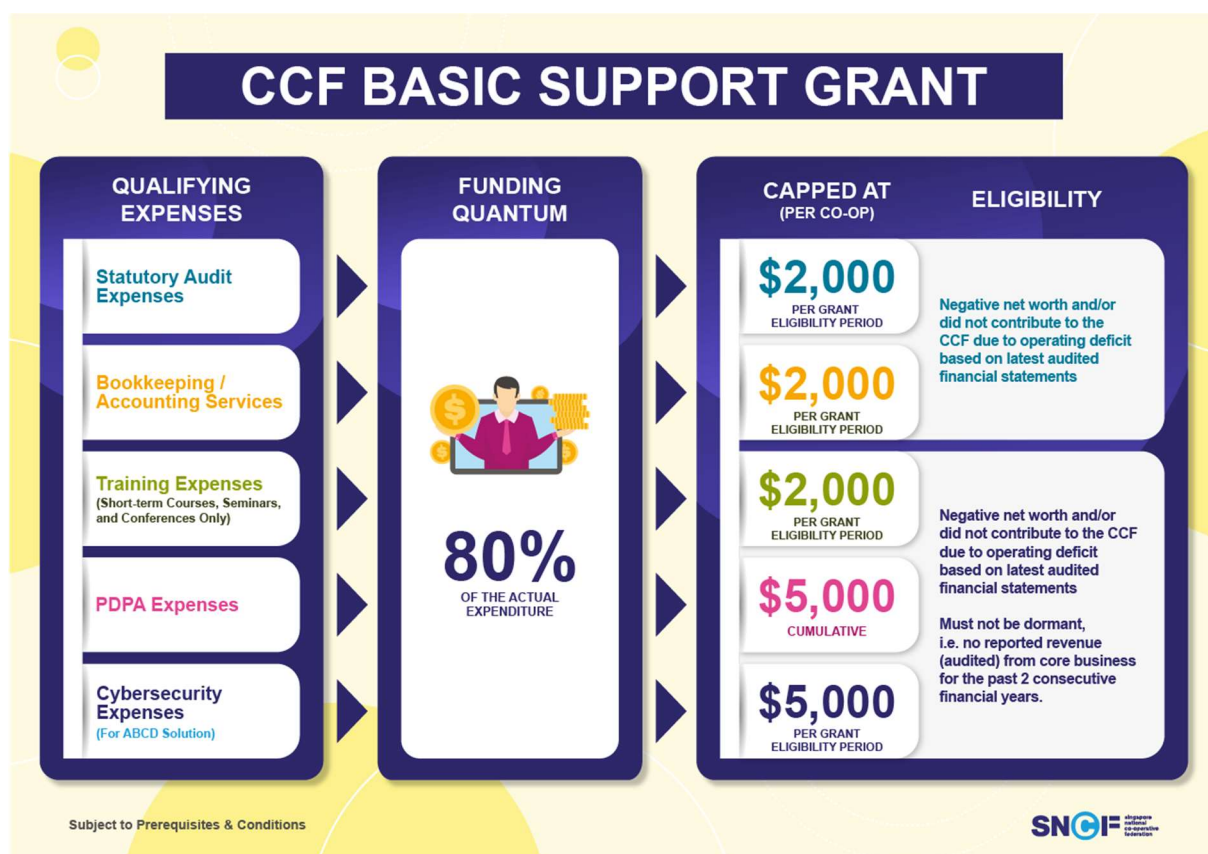 CCF BASIC SUPPORT GRANT
QUALIFYING
EXPENSES
Statutory Audit
Expenses
Bookkeeping /
Accounting Services
Training Expenses
(Short-term Courses, Seminars,
and Conferences Only)
PDPA Expenses
Cybersecurity
Expenses
(For ABCD Solution)
FUNDING
QUANTUM
80%
OF THE ACTUAL
EXPENDITURE
CAPPED AT
(PER CO-OP)
$2,000
PER GRANT
ELIGIBILITY PERIOD
$2,000
PER GRANT
ELIGIBILITY PERIOD
$2,000
PER GRANT
ELIGIBILITY PERIOD
$5,000
CUMULATIVE
$5,000
PER GRANT
ELIGIBILITY PERIOD
ELIGIBILITY
Negative net worth and/or
did not contribute to the
CCF due to operating deficit
based on latest audited
financial statements
Negative net worth and/or
did not contribute to the CCF
due to operating deficit
based on latest audited
financial statements
Must not be dormant,
i.e. no reported revenue
(audited) from core business
for the past 2 consecutive
financial years.
Subject to Prerequisites & Conditions
SNCF
singapore
national
co-operative
federation